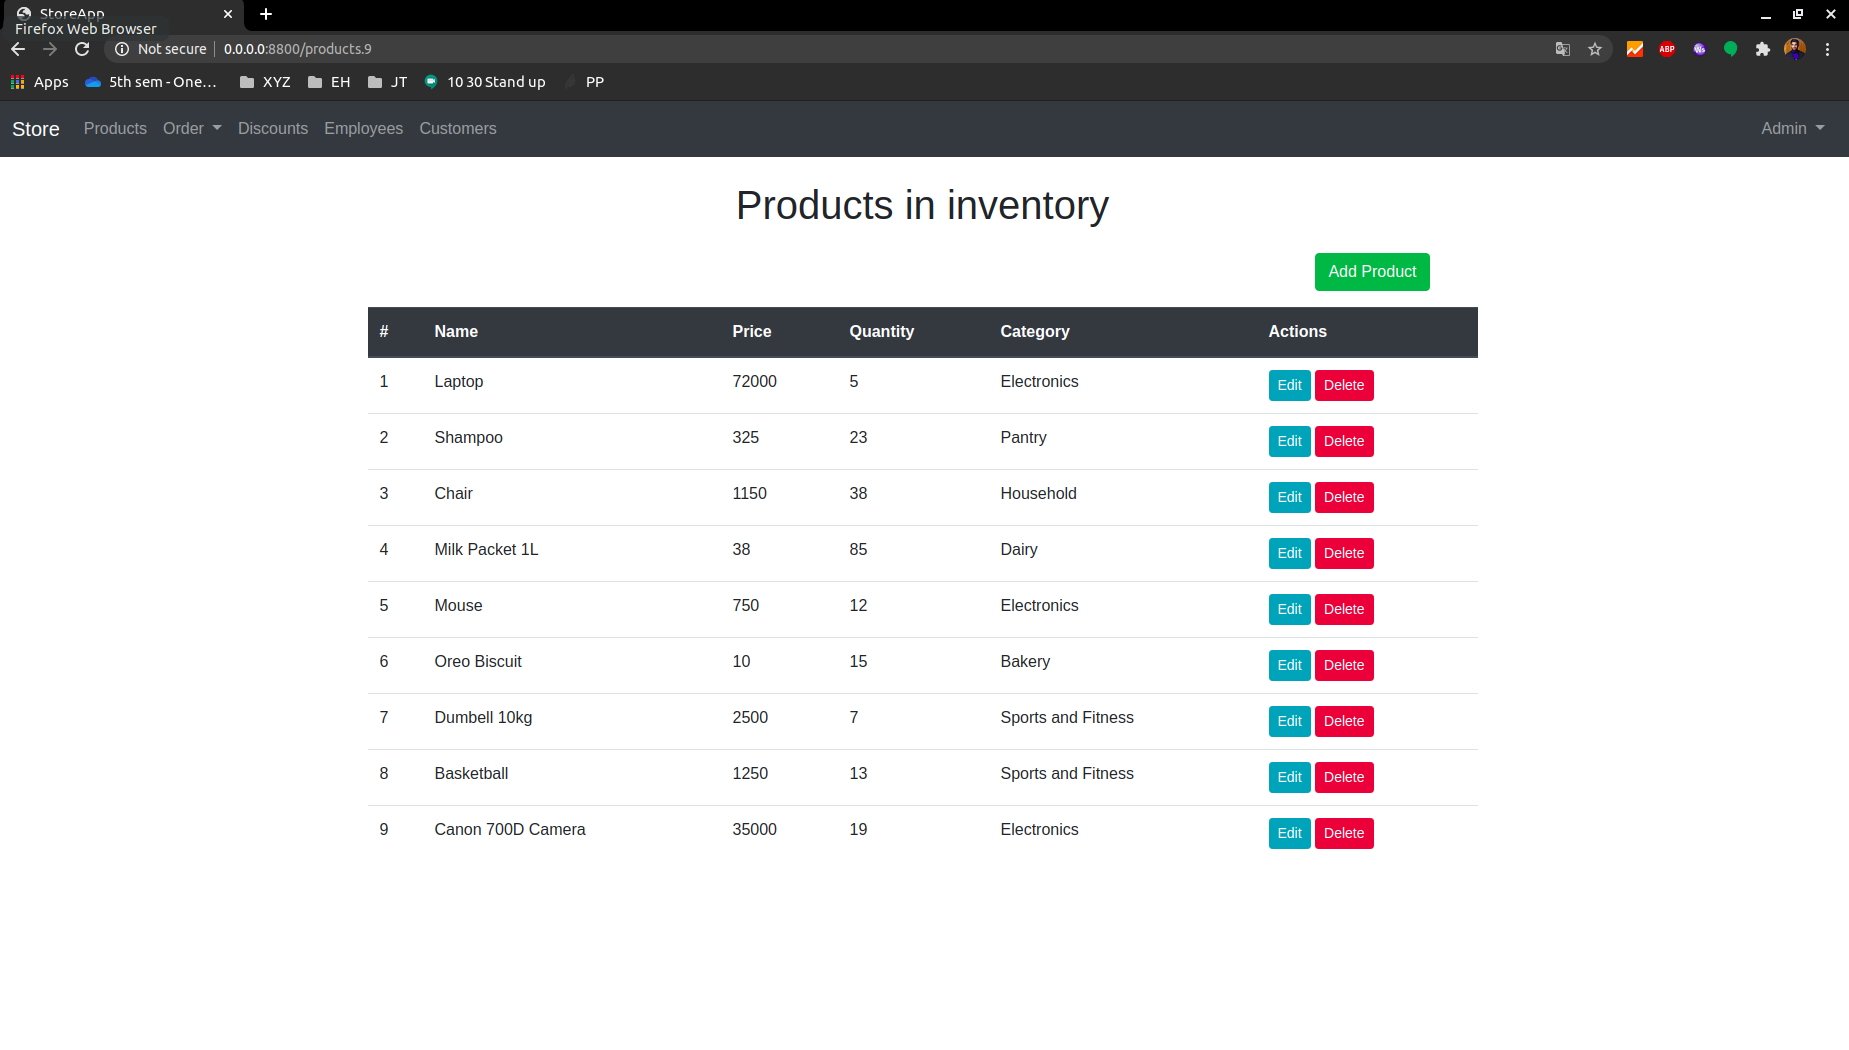 StoreApp
Firefox Web Browser
Not secure 0.0.0.0:8800/products.9
ABP
Ws
Apps 5th sem - One... XYZ EH JT 10 30 Stand up PP
Store Products Order Discounts Employees Customers Admin
Products in inventory
Add Product
# Name Price Quantity Category Actions
1 Laptop 72000 5 Electronics Edit Delete
2 Shampoo 325 23 Pantry Edit Delete
3 Chair 1150 38 Household Edit Delete
4 Milk Packet 1L 38 85 Dairy Edit Delete
5 Mouse 750 12 Electronics Edit Delete
6 Oreo Biscuit 10 15 Bakery Edit Delete
7 Dumbell 10kg 2500 7 Sports and Fitness Edit Delete
8 Basketball 1250 13 Sports and Fitness Edit Delete
9 Canon 700D Camera 35000 19 Electronics Edit Delete